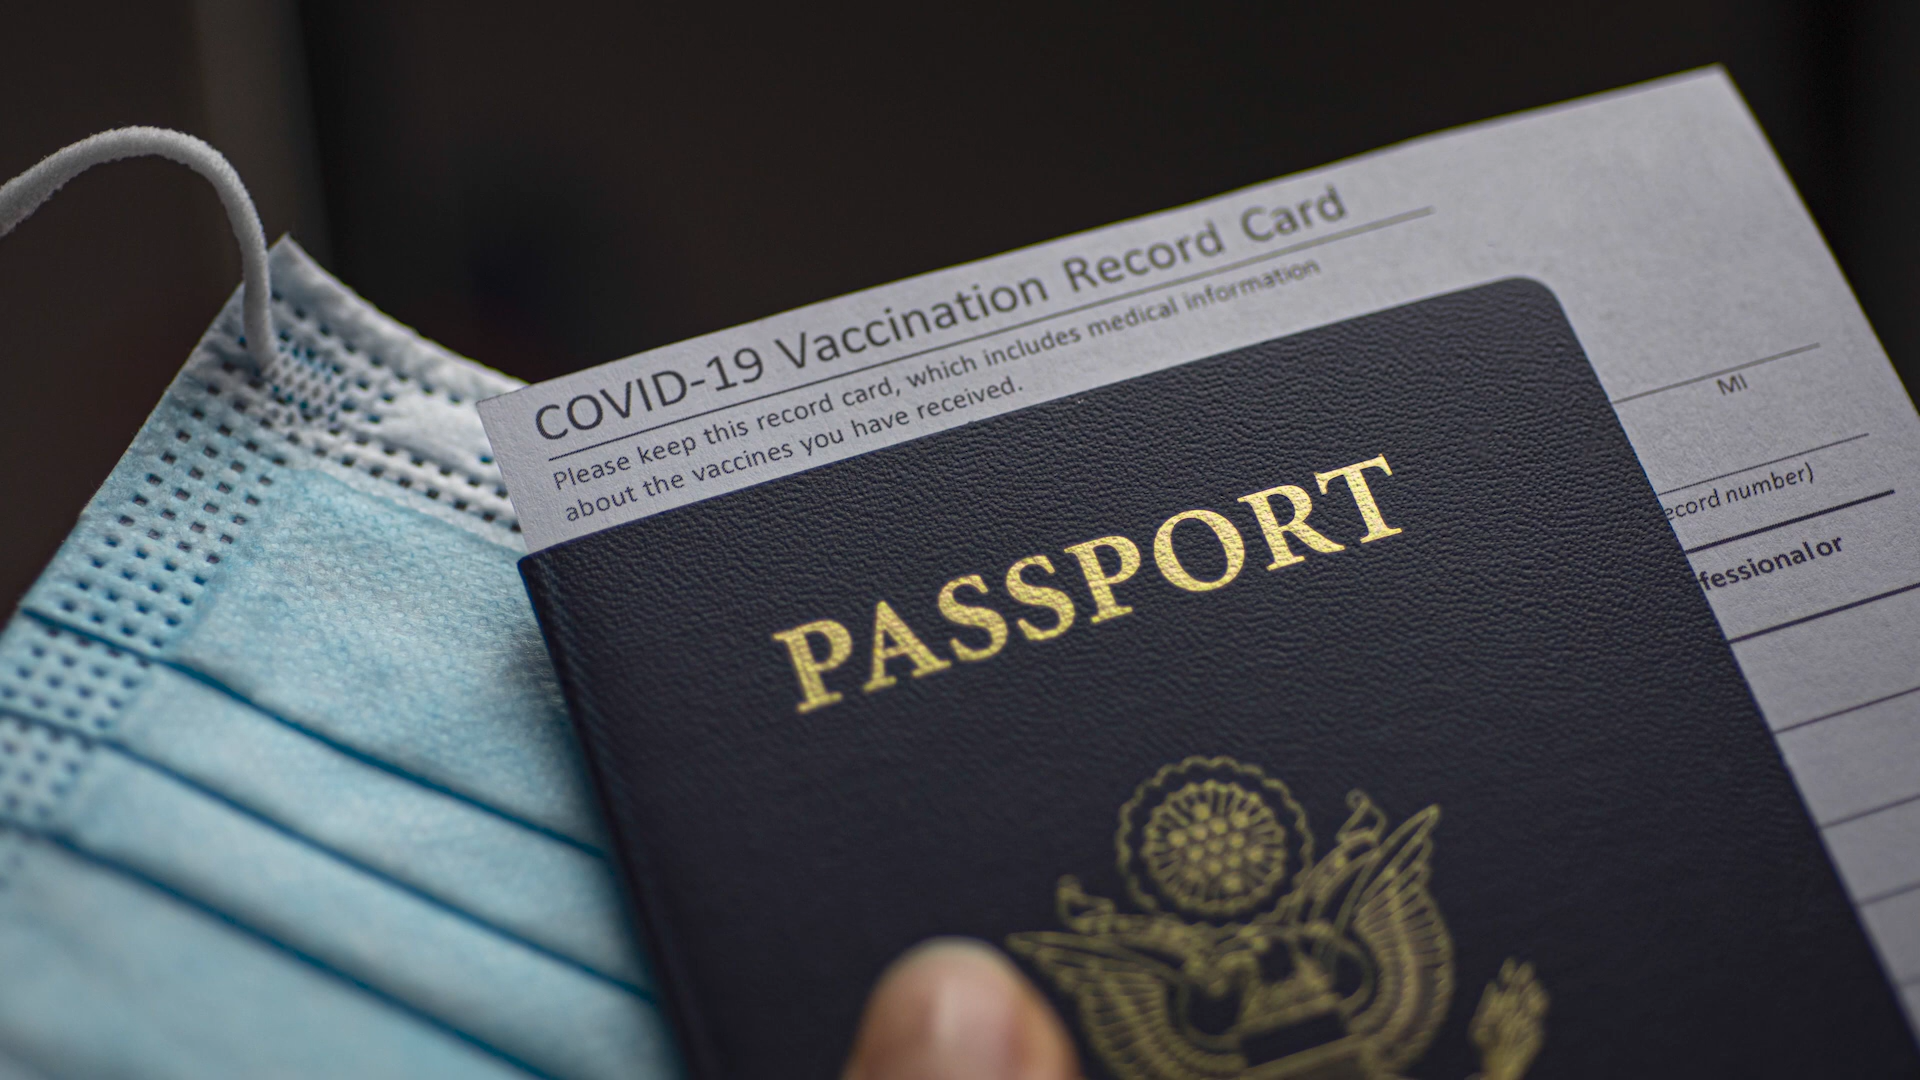 COVID-19 Vaccination Record Card
Please keep this record card, which includes medical information
about the vaccines you have received.
MI
ecord number)
fessional or
PASSPORT